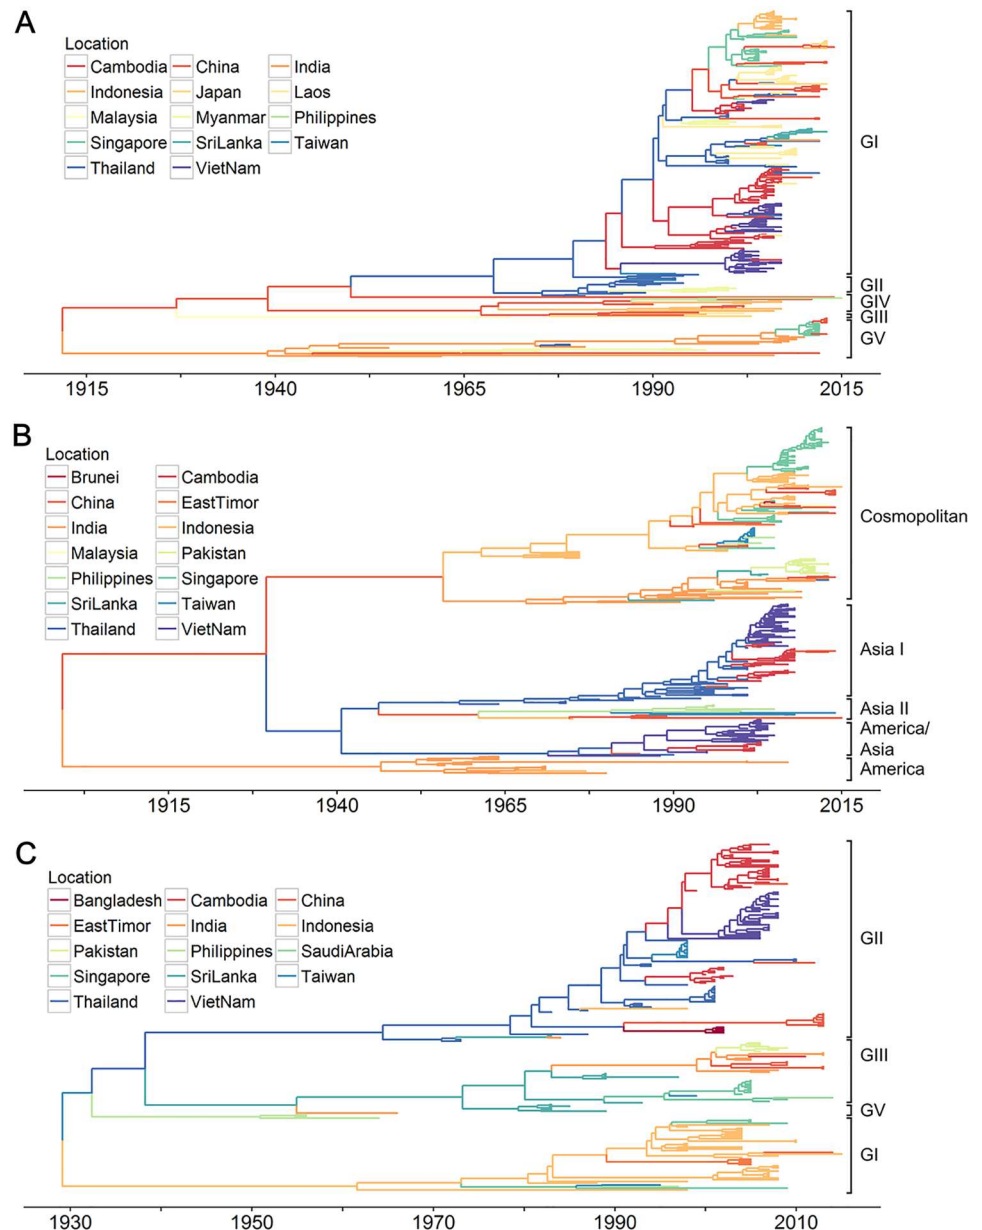 A
Location
Cambodia China India
Indonesia Japan Laos
Malaysia Myanmar Philippines
Singapore SriLanka Taiwan
Thailand VietNam
GI
GII
GIV
GIII
GV
1915 1940 1965 1990 2015
B
Location
Brunei Cambodia
China EastTimor
India Indonesia
Malaysia Pakistan
Philippines Singapore
SriLanka Taiwan
Thailand VietNam
Cosmopolitan
Asia I
Asia II
America/
Asia
America
1915 1940 1965 1990 2015
C
Location
Bangladesh Cambodia China
EastTimor India Indonesia
Pakistan Philippines SaudiArabia
Singapore SriLanka Taiwan
Thailand VietNam
GII
GIII
GV
GI
1930 1950 1970 1990 2010